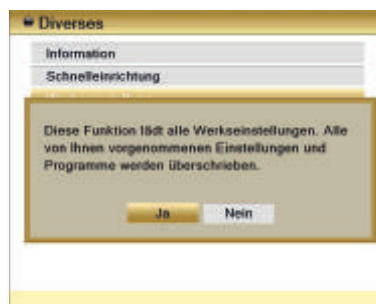 Diverses
Information
Schnelleinrichtung
Diese Funktion lädt alle Werkseinstellungen. Alle
von Ihnen vorgenommenen Einstellungen und
Programme werden überschrieben.
Ja Nein